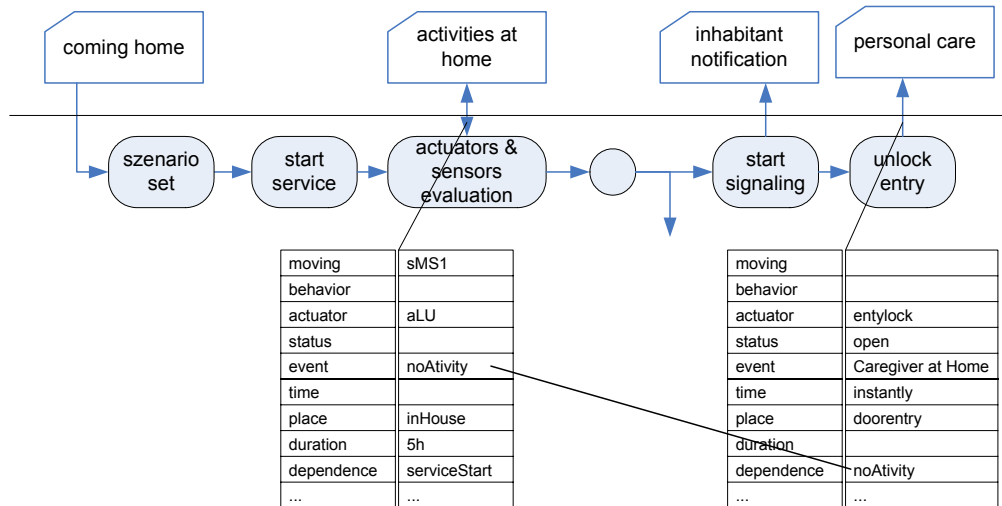 coming home
activities at
home
inhabitant
notification
personal care
szenario
set
start
service
actuators &
sensors
evaluation
start
signaling
unlock
entry
moving sMS1
behavior
actuator aLU
status
event noAtivity
time
place inHouse
duration 5h
dependence serviceStart
... ...
moving
behavior
actuator entylock
status open
event Caregiver at Home
time instantly
place doorentry
duration
dependence noAtivity
... ...